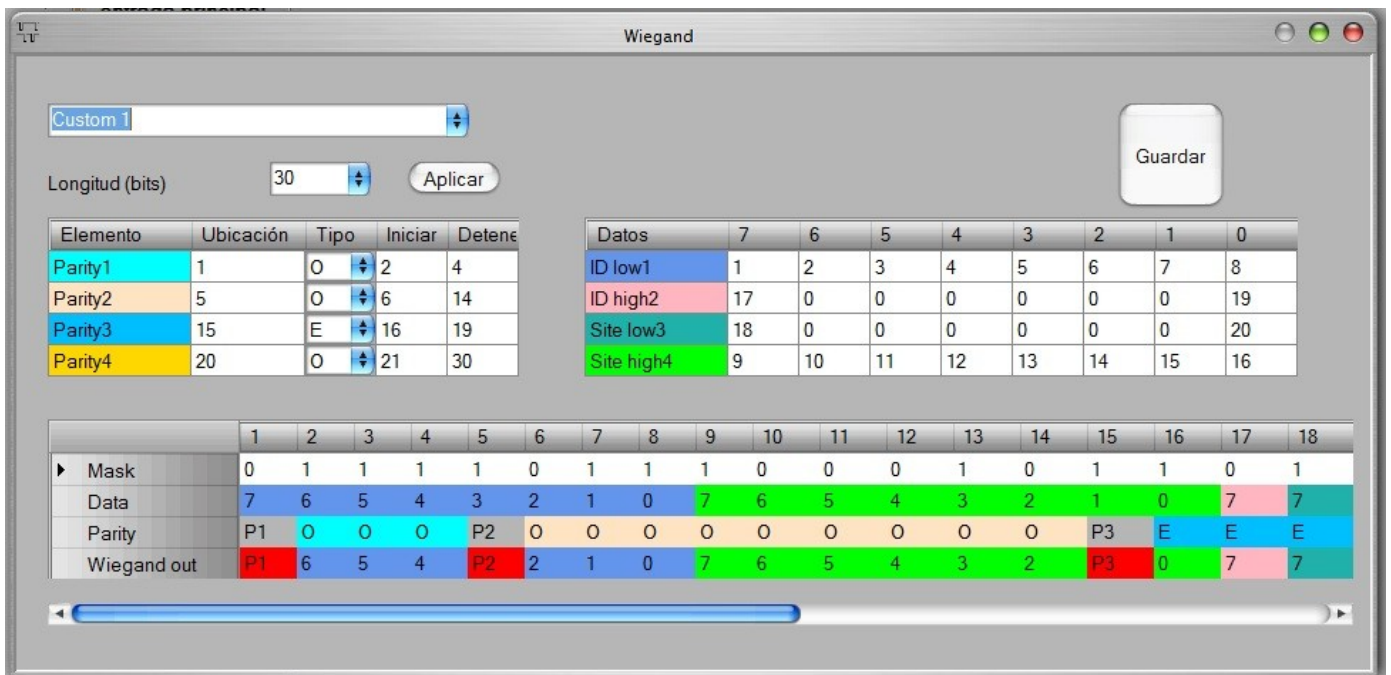 Wiegand
Custom 1
Guardar
Longitud (bits) 30 Aplicar
Elemento Ubicación Tipo Iniciar Detene
Parity1 1 O 2 4
Parity2 5 O 6 14
Parity3 15 E 16 19
Parity4 20 O 21 30
Datos 7 6 5 4 3 2 1 0
ID low1 1 2 3 4 5 6 7 8
ID high2 17 0 0 0 0 0 0 19
Site low3 18 0 0 0 0 0 0 20
Site high4 9 10 11 12 13 14 15 16
1 2 3 4 5 6 7 8 9 10 11 12 13 14 15 16 17 18
Mask 0 1 1 1 1 0 1 1 1 0 0 0 1 0 1 1 0 1
Data 7 6 5 4 3 2 1 0 7 6 5 4 3 2 1 0 7 7
Parity P1 O O O P2 O O O O O O O O O P3 E E E
Wiegand out P1 6 5 4 P2 2 1 0 7 6 5 4 3 2 P3 0 7 7